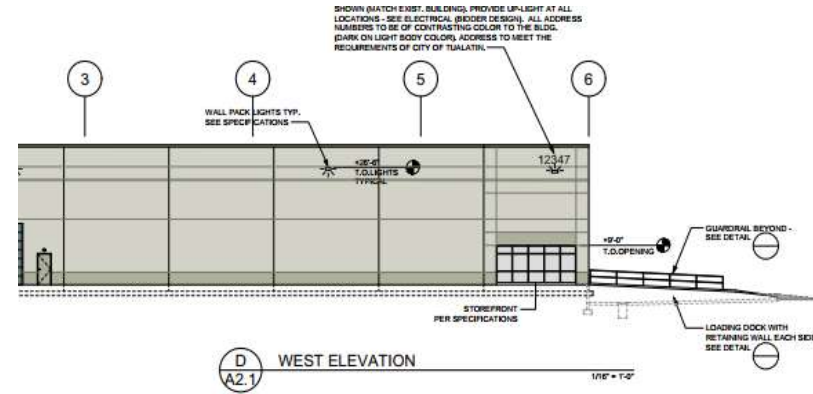 SHOWN (MATCH EXIST. BUILDING). PROVIDE UP-LIGHT AT ALL
LOCATIONS - SEE ELECTRICAL (BIDDER DESIGN). ALL ADDRESS
NUMBERS TO BE OF CONTRASTING COLOR TO THE BLDG.
(DARK ON LIGHT BODY COLOR). ADDRESS TO MEET THE
REQUIREMENTS OF CITY OF TUALATIN.
3
4
5
6
WALL PACK LIGHTS TYP.
SEE SPECIFICATIONS
+26'-6"
T.O.LIGHTS
TYPICAL
12347
+9'-0"
T.O.OPENING
GUARDRAIL BEYOND -
SEE DETAIL
STOREFRONT
PER SPECIFICATIONS
LOADING DOCK WITH
RETAINING WALL EACH SIDE
SEE DETAIL
D
A2.1
WEST ELEVATION
1/16" = 1'-0"